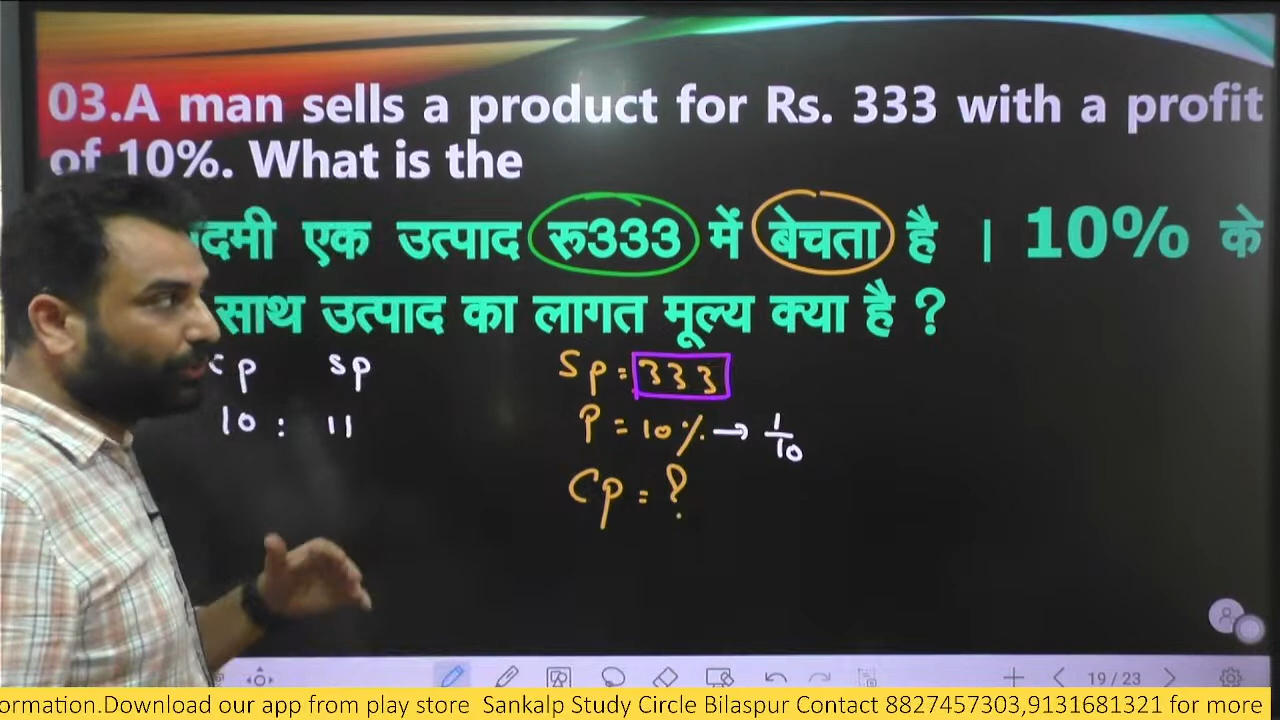 03.A man sells a product for Rs. 333 with a profit
of 10%. What is the
एक उत्पाद रू333 में बेचता है | 10% के
साथ उत्पाद का लागत मूल्य क्या है ?
cp sp
10 : 11
Sp = 333
P = 10% → 1/10
Cp = ?
19 / 23
ormation.Download our app from play store Sankalp Study Circle Bilaspur Contact 8827457303,9131681321 for more